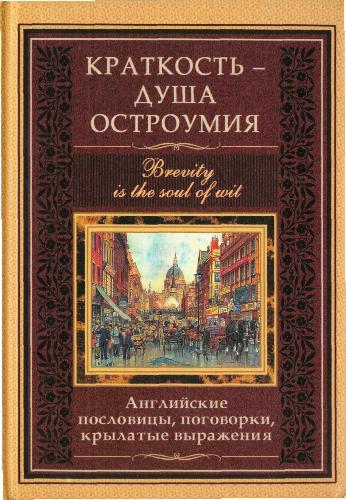 КРАТКОСТЬ –
ДУША
ОСТРОУМИЯ
Brevity
is the soul of wit
Английские
пословицы, поговорки,
крылатые выражения